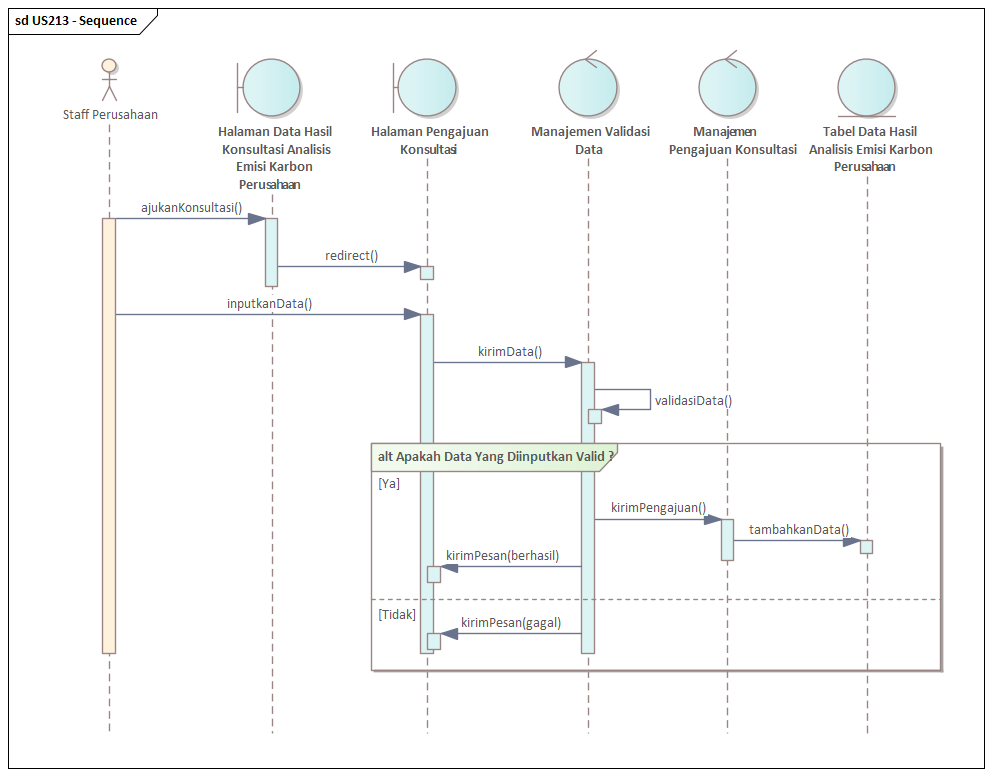 sd US213 - Sequence
Staff Perusahaan
Halaman Data Hasil
Konsultasi Analisis
Emisi Karbon
Perusahaan
Halaman Pengajuan
Konsultasi
Manajemen Validasi
Data
Manajemen
Pengajuan Konsultasi
Tabel Data Hasil
Analisis Emisi Karbon
Perusahaan
ajukanKonsultasi()
redirect()
inputkanData()
kirimData()
validasiData()
alt Apakah Data Yang Diinputkan Valid ?
[Ya]
kirimPengajuan()
tambahkanData()
kirimPesan(berhasil)
[Tidak]
kirimPesan(gagal)